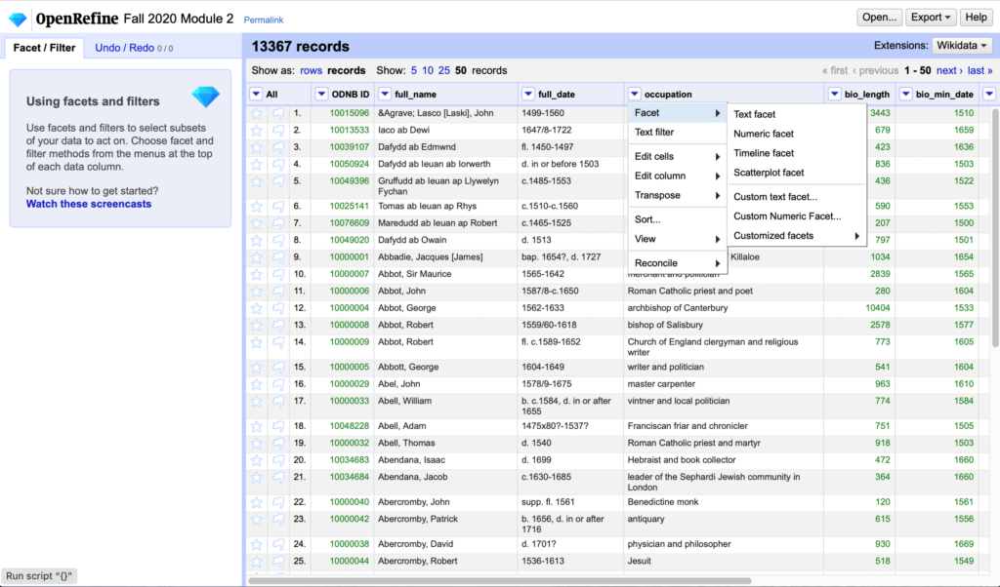 OpenRefine Fall 2020 Module 2 Permalink
Open... Export Help
Facet / Filter Undo / Redo 0 / 0
13367 records
Extensions: Wikidata
Show as: rows records Show: 5 10 25 50 records
« first ‹ previous 1 - 50 next › last »
Using facets and filters
Use facets and filters to select subsets
of your data to act on. Choose facet and
filter methods from the menus at the top
of each data column.
Not sure how to get started?
Watch these screencasts
All ODNB ID full_name full_date occupation bio_length bio_min_date
1. 10015096 &Agrave; Lasco [Laski], John 1499-1560 3443 1510
2. 10013533 Iaco ab Dewi 1647/8-1722 679 1659
3. 10039107 Dafydd ab Edmwnd fl. 1450-1497 423 1636
4. 10050924 Dafydd ab Ieuan ab Iorwerth d. in or before 1503 836 1503
5. 10049396 Gruffudd ab Ieuan ap Llywelyn c.1485-1553 436 1522
Fychan
6. 10025141 Tomas ab Ieuan ap Rhys c.1510-c.1560 590 1553
7. 10076609 Maredudd ab Ieuan ap Robert c.1465-1525 207 1500
8. 10049020 Dafydd ab Owain d. 1513 797 1501
9. 10000001 Abbadie, Jacques [James] bap. 1654?, d. 1727 Killaloe 1034 1654
10. 10000007 Abbot, Sir Maurice 1565-1642 merchant and politician 2839 1565
11. 10000006 Abbot, John 1587/8-c.1650 Roman Catholic priest and poet 280 1604
12. 10000004 Abbot, George 1562-1633 archbishop of Canterbury 10404 1533
13. 10000008 Abbot, Robert 1559/60-1618 bishop of Salisbury 2578 1577
14. 10000009 Abbot, Robert fl. c.1589-1652 Church of England clergyman and religious 773 1605
writer
15. 10000005 Abbott, George 1604-1649 writer and politician 541 1604
16. 10000029 Abel, John 1578/9-1675 master carpenter 963 1610
17. 10000033 Abell, William b. c.1584, d. in or after vintner and local politician 774 1584
1655
18. 10048228 Abell, Adam 1475x80?-1537? Franciscan friar and chronicler 751 1505
19. 10000032 Abell, Thomas d. 1540 Roman Catholic priest and martyr 918 1503
20. 10034683 Abendana, Isaac d. 1699 Hebraist and book collector 472 1660
21. 10034684 Abendana, Jacob c.1630-1685 leader of the Sephardi Jewish community in 364 1660
London
22. 10000040 Abercromby, John supp. fl. 1561 Benedictine monk 120 1561
23. 10000042 Abercromby, Patrick b. 1656, d. in or after antiquary 615 1556
1716
24. 10000038 Abercromby, David d. 1701? physician and philosopher 930 1669
25. 10000044 Abercromby, Robert 1536-1613 Jesuit 518 1549
Facet
Text filter
Edit cells
Edit column
Transpose
Sort...
View
Reconcile
Text facet
Numeric facet
Timeline facet
Scatterplot facet
Custom text facet...
Custom Numeric Facet...
Customized facets
Run script "{}"